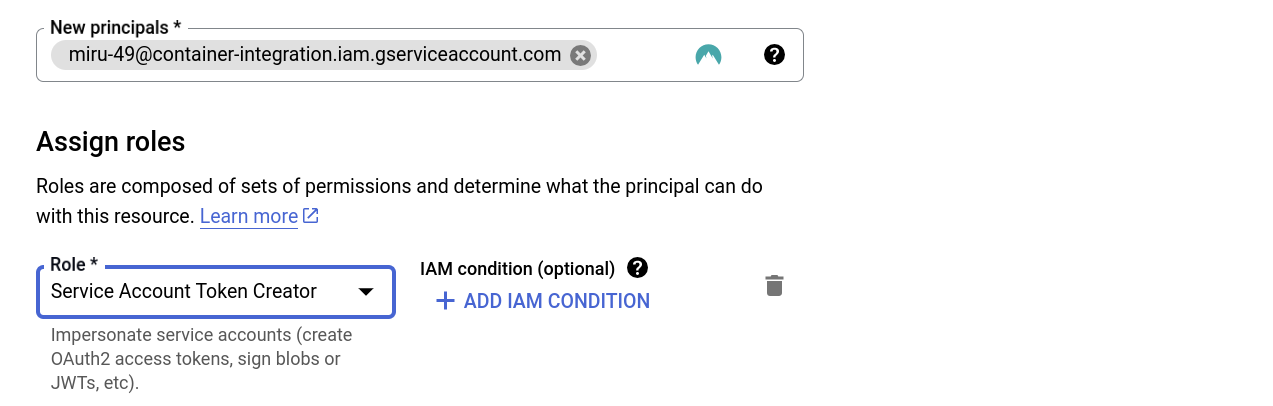 New principals *
miru-49@container-integration.iam.gserviceaccount.com
Assign roles
Roles are composed of sets of permissions and determine what the principal can do
with this resource. Learn more
Role *
Service Account Token Creator
IAM condition (optional)
+ ADD IAM CONDITION
Impersonate service accounts (create
OAuth2 access tokens, sign blobs or
JWTs, etc).